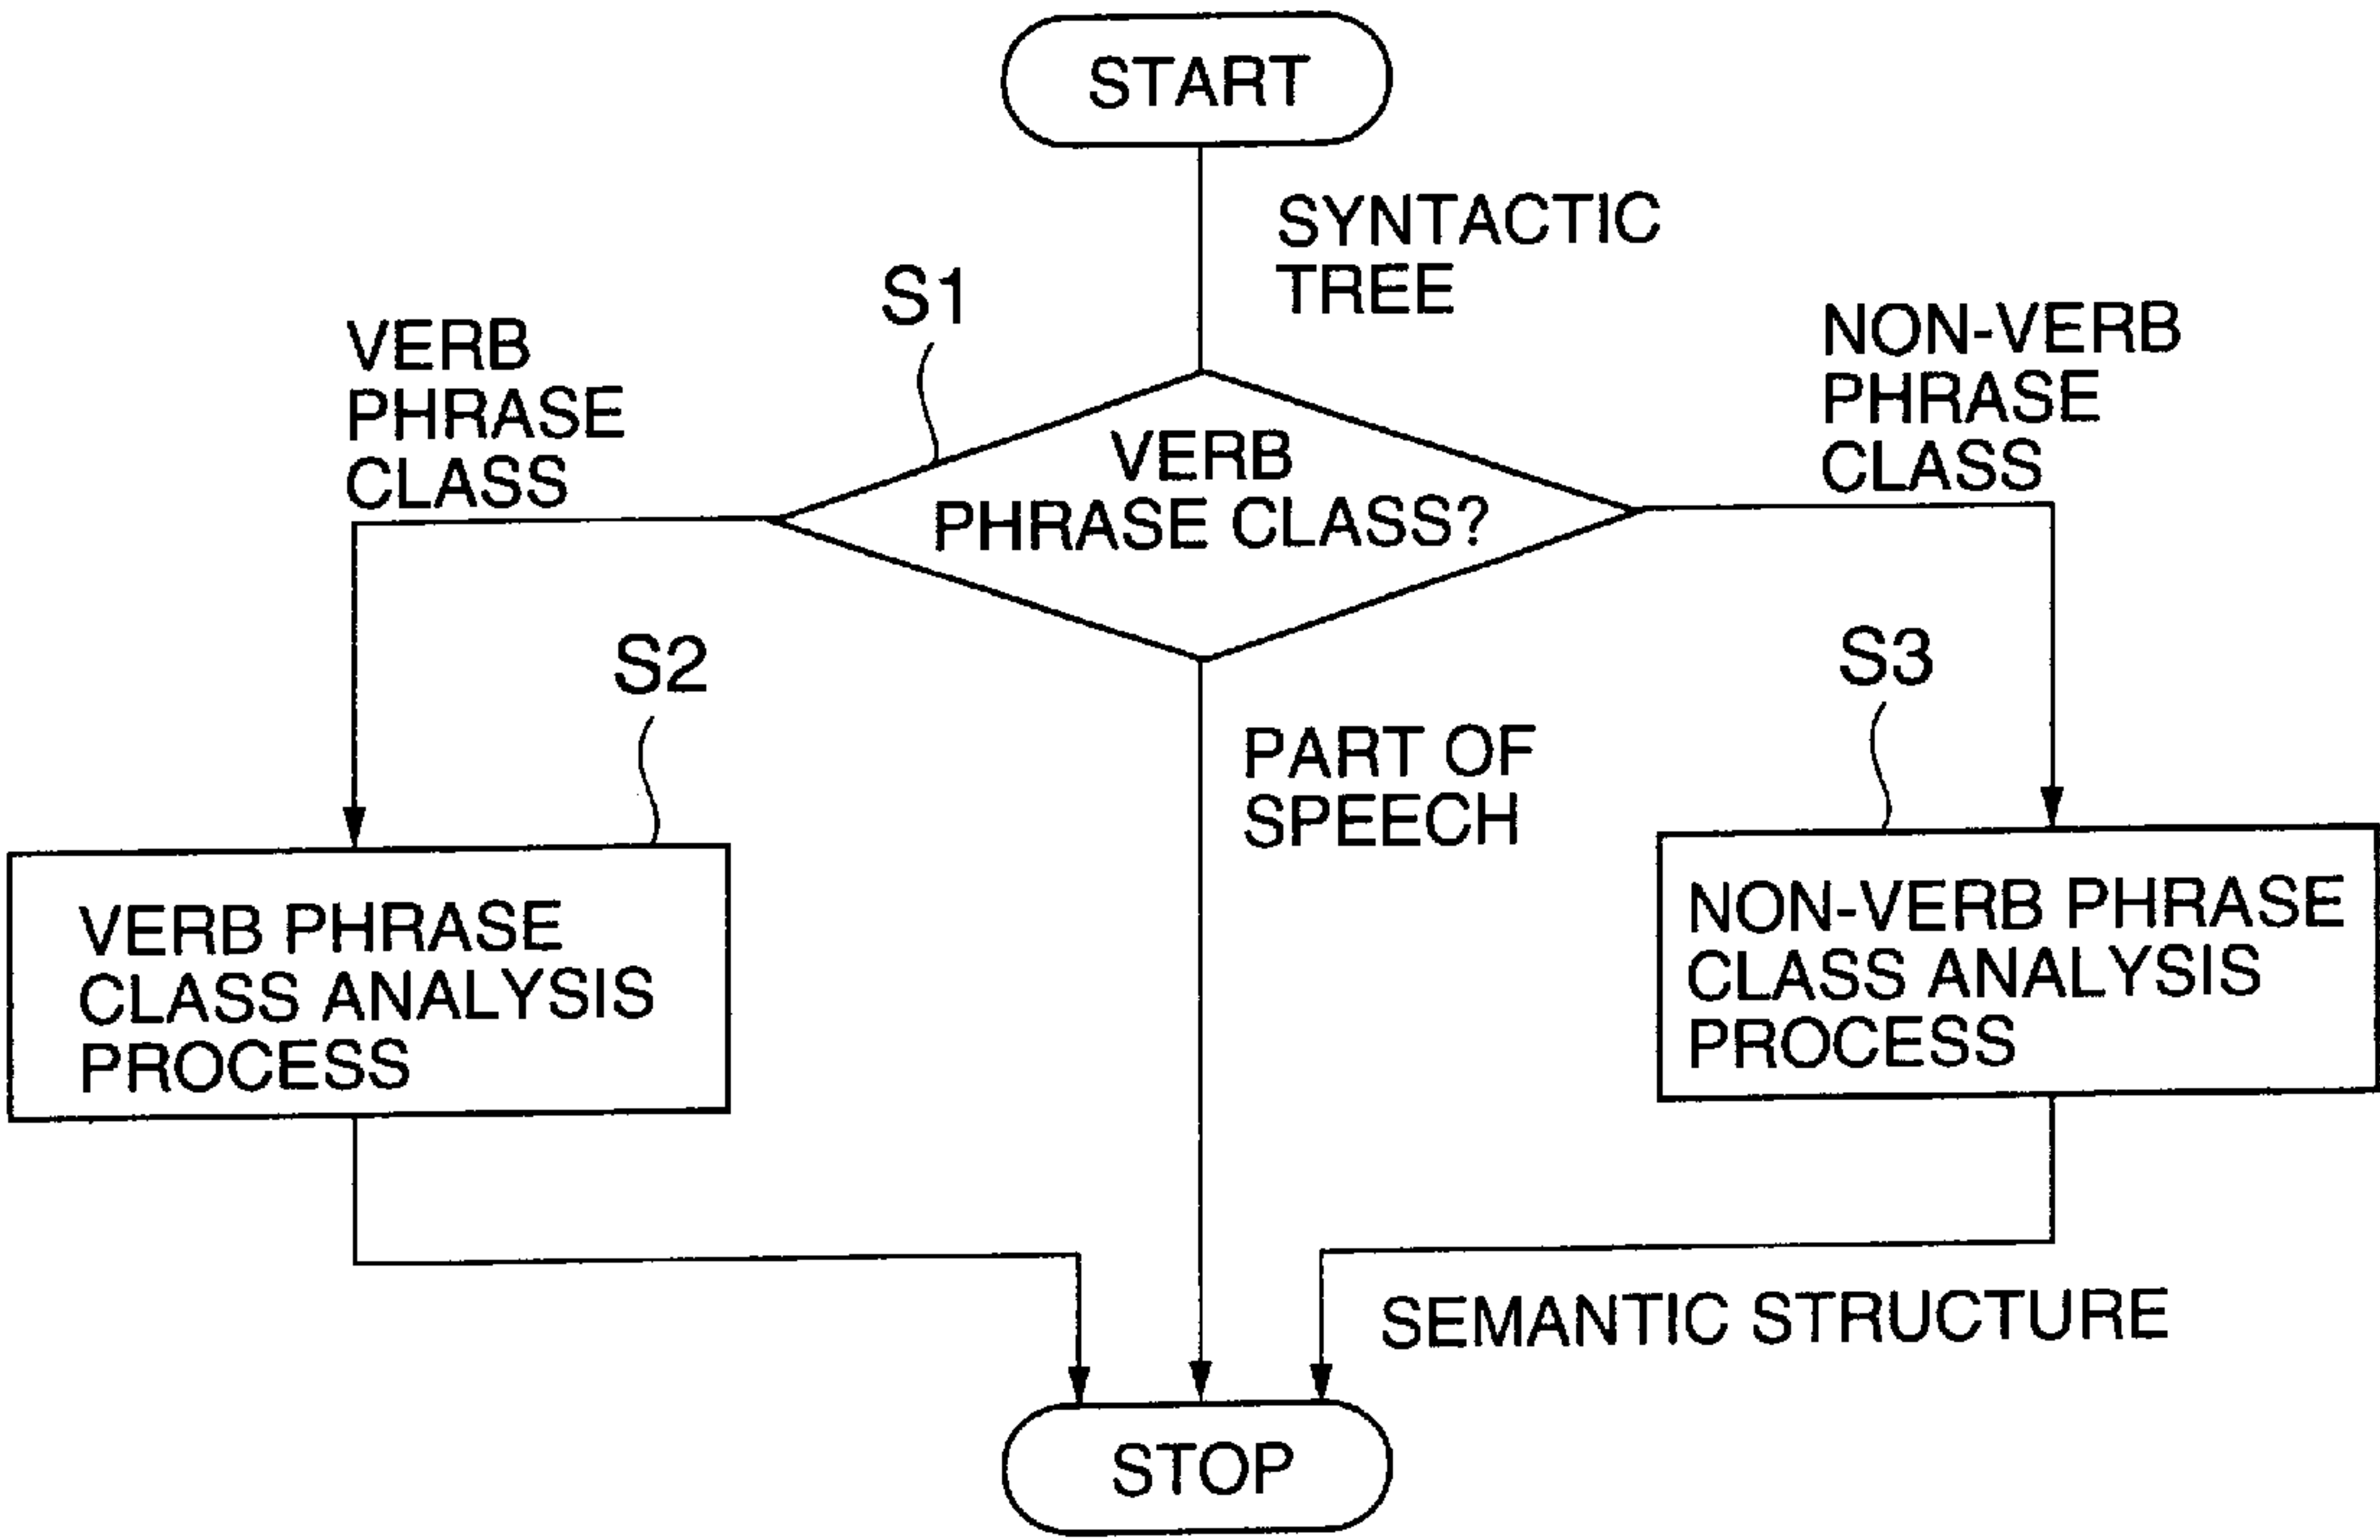 START
SYNTACTIC
TREE
S1
VERB
PHRASE
CLASS
NON-VERB
PHRASE
CLASS
VERB
PHRASE CLASS?
S2
S3
PART OF
SPEECH
VERB PHRASE
CLASS ANALYSIS
PROCESS
NON-VERB PHRASE
CLASS ANALYSIS
PROCESS
SEMANTIC STRUCTURE
STOP